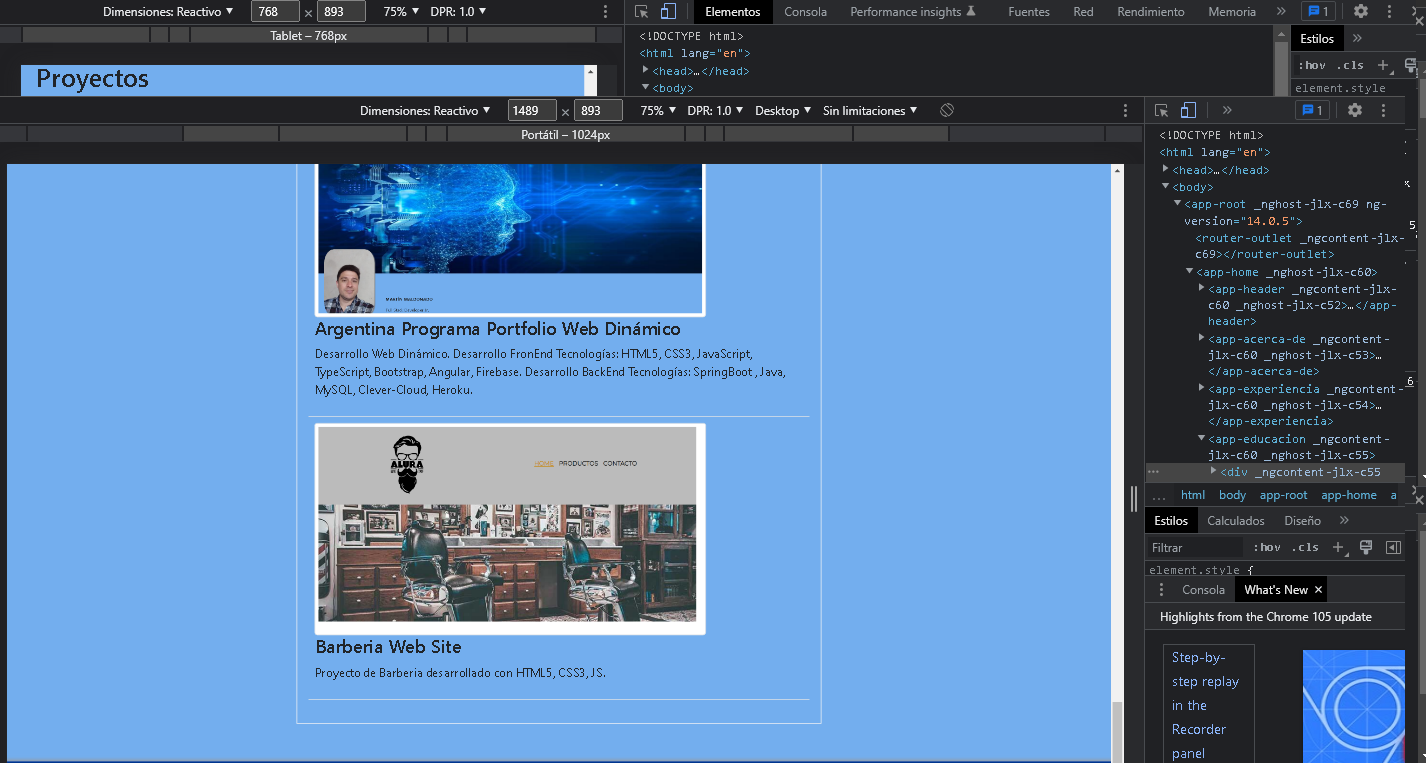 Dimensiones: Reactivo ▼ 768 × 893 75% ▼ DPR: 1.0 ▼
Elementos Consola Performance insights Fuentes Red Rendimiento Memoria » 1
Tablet – 768px
<!DOCTYPE html>
<html lang="en">
<head>…</head>
<body>
Estilos »
:hov .cls +
element.style
Proyectos
Dimensiones: Reactivo ▼ 1489 × 893 75% ▼ DPR: 1.0 ▼ Desktop ▼ Sin limitaciones ▼
Portátil – 1024px
MARTÍN MALDONADO
Argentina Programa Portfolio Web Dinámico
Desarrollo Web Dinámico. Desarrollo FronEnd Tecnologías: HTML5, CSS3, JavaScript,
TypeScript, Bootstrap, Angular, Firebase. Desarrollo BackEnd Tecnologías: SpringBoot , Java,
MySQL, Clever-Cloud, Heroku.
ALURA
HOME PRODUCTOS CONTACTO
Barberia Web Site
Proyecto de Barberia desarrollado con HTML5, CSS3, JS.
» 1
<!DOCTYPE html>
<html lang="en">
<head>…</head>
<body>
<app-root _nghost-jlx-c69 ng-
version="14.0.5">
<router-outlet _ngcontent-jlx-
c69></router-outlet>
<app-home _nghost-jlx-c60>
<app-header _ngcontent-jlx-
c60 _nghost-jlx-c52>…</app-
header>
<app-acerca-de _ngcontent-
jlx-c60 _nghost-jlx-c53>…
</app-acerca-de>
<app-experiencia _ngcontent-
jlx-c60 _nghost-jlx-c54>…
</app-experiencia>
<app-educacion _ngcontent-
jlx-c60 _nghost-jlx-c55>
<div _ngcontent-jlx-c55
... html body app-root app-home a
Estilos Calculados Diseño »
Filtrar :hov .cls +
element.style {
Consola What's New ×
Highlights from the Chrome 105 update
Step-by-
step replay
in the
Recorder
panel